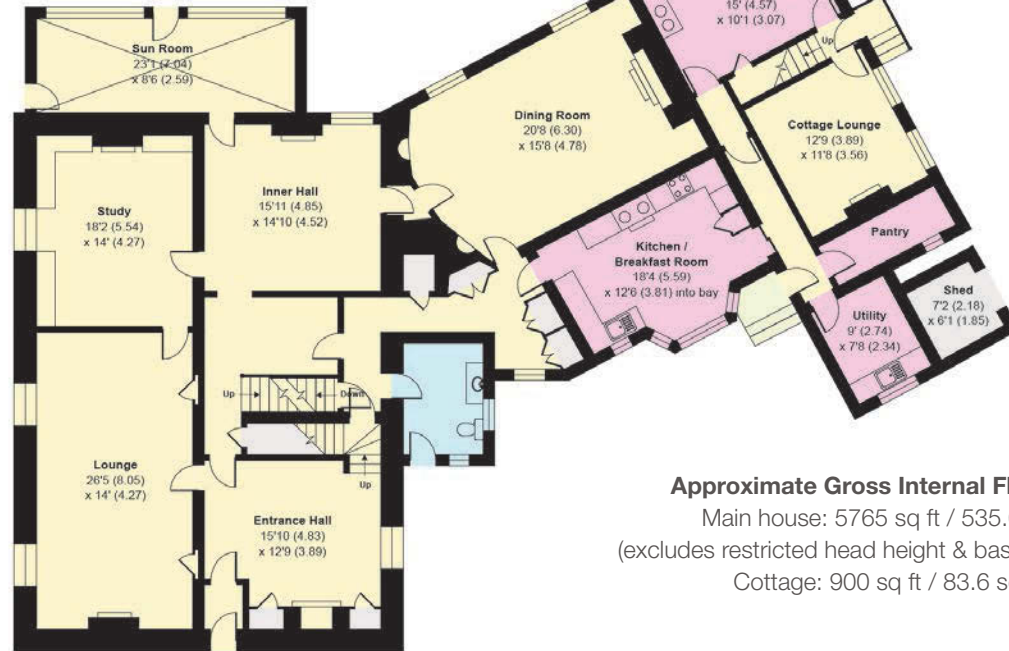 15' (4.57)
x 10'1 (3.07)
Up
Sun Room
23'1 (7.04)
x 8'6 (2.59)
Dining Room
20'8 (6.30)
x 15'8 (4.78)
Cottage Lounge
12'9 (3.89)
x 11'8 (3.56)
Inner Hall
15'11 (4.85)
x 14'10 (4.52)
Study
18'2 (5.54)
x 14' (4.27)
Kitchen /
Breakfast Room
18'4 (5.59)
x 12'6 (3.81) into bay
Pantry
Shed
7'2 (2.18)
x 6'1 (1.85)
Utility
9' (2.74)
x 7'8 (2.34)
Up
Down
Lounge
26'5 (8.05)
x 14' (4.27)
Up
Entrance Hall
15'10 (4.83)
x 12'9 (3.89)
Approximate Gross Internal Fl
Main house: 5765 sq ft / 535.
(excludes restricted head height & bas
Cottage: 900 sq ft / 83.6 s